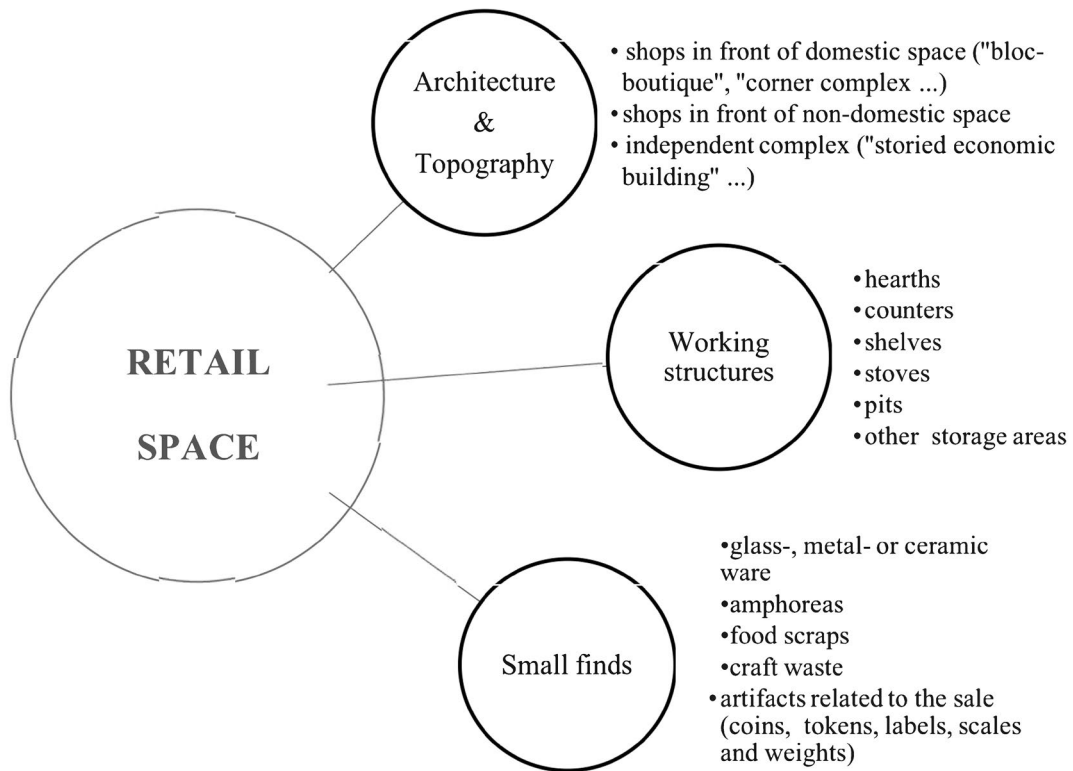 Architecture
&
Topography
• shops in front of domestic space ("bloc-
boutique", "corner complex ...)
• shops in front of non-domestic space
• independent complex ("storied economic
building" ...)
RETAIL
SPACE
Working
structures
• hearths
• counters
• shelves
• stoves
• pits
• other storage areas
Small finds
• glass-, metal- or ceramic
ware
• amphoreas
• food scraps
• craft waste
• artifacts related to the sale
(coins, tokens, labels, scales
and weights)